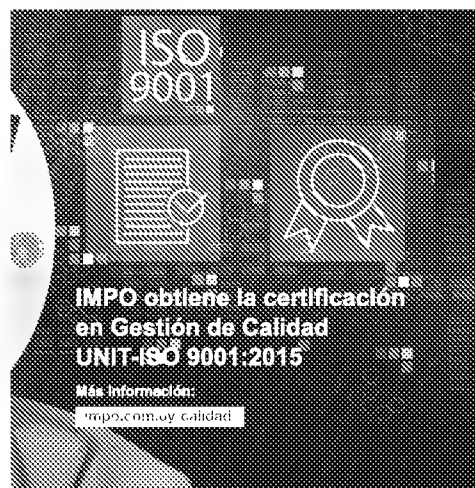 ISO
9001
IMPO obtiene la certificación
en Gestión de Calidad
UNIT-ISO 9001:2015
Más información:
impo.com.uy/calidad